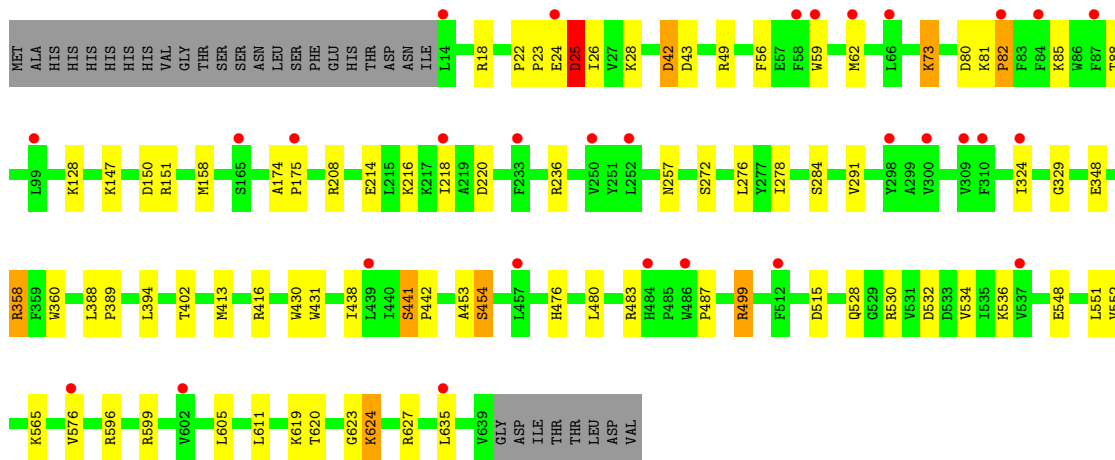 MET ALA HIS HIS HIS HIS HIS HIS VAL GLY THR SER SER ASN LEU SER PHE GLU HIS THR ASP ASN ILE L14 R18 P22 P23 E24 D25 I26 V27 K28 D42 D43 R49 F56 E57 F58 W59 M62 L66 K73 D80 K81 P82 F83 F84 K85 W86 F87 T88
L99 K128 K147 D150 R151 M158 S165 A174 P175 R208 E214 L215 K216 K217 I218 A219 D220 F233 R236 V250 Y251 L252 N257 S272 L276 V277 I278 S284 V291 Y298 A299 V300 V309 F310 I324 G329 E348
R358 F359 W360 L388 P389 L394 T402 M413 R416 W430 W431 I438 L439 I440 S441 P442 A453 S454 L457 H476 L480 R483 H484 P485 W486 P487 R499 F512 D515 Q528 G529 R530 V531 D532 D533 V534 I535 K536 V537 E548 L551
K565 V576 R596 R599 V602 L605 L611 K619 T620 G623 K624 R627 L635 V639 GLY ASP ILE THR THR LEU ASP VAL